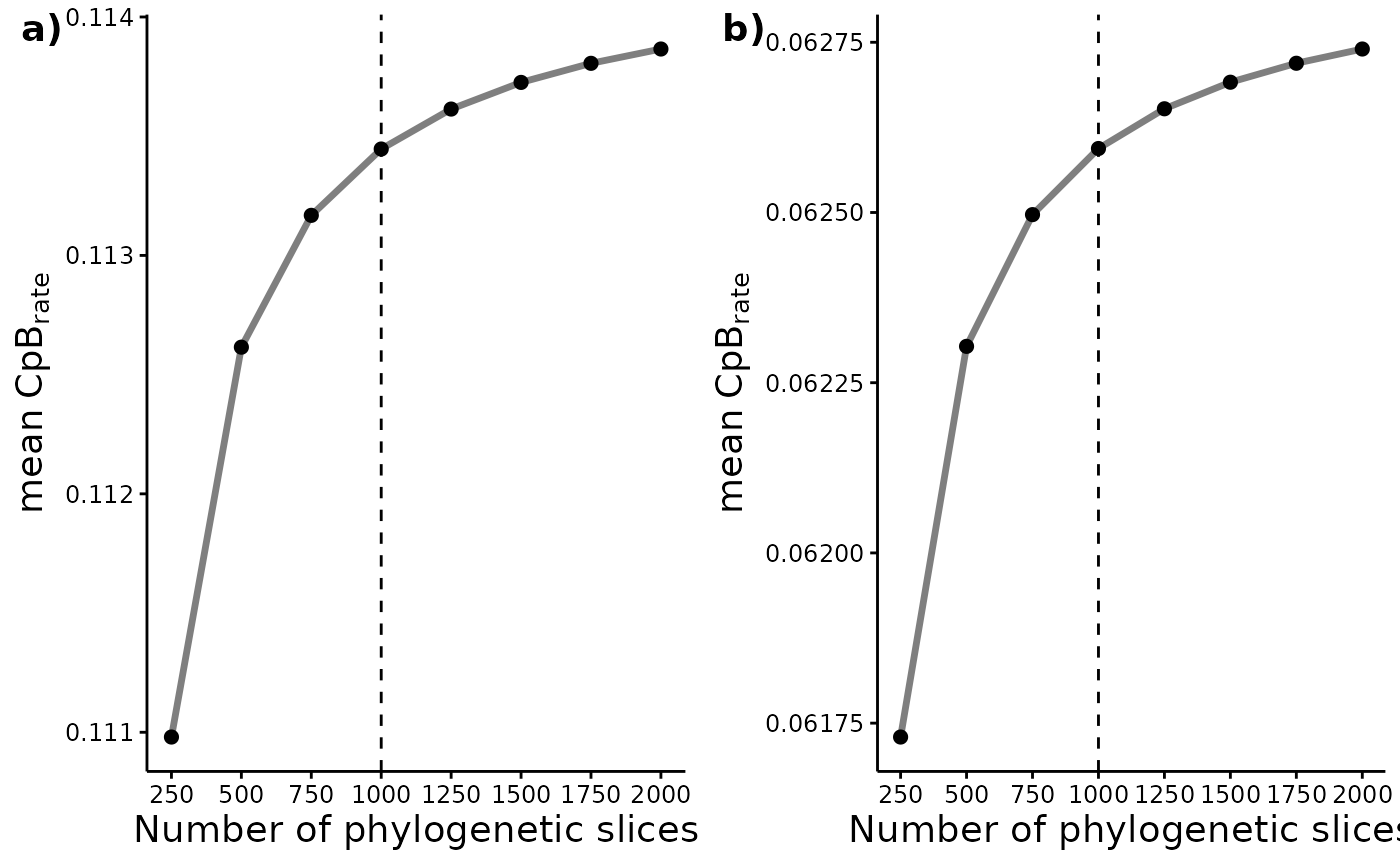 a)
0.114
0.113
0.112
0.111
mean CpBrate
250 500 750 1000 1250 1500 1750 2000
Number of phylogenetic slices
b)
0.06275
0.06250
0.06225
0.06200
0.06175
mean CpBrate
250 500 750 1000 1250 1500 1750 2000
Number of phylogenetic slices